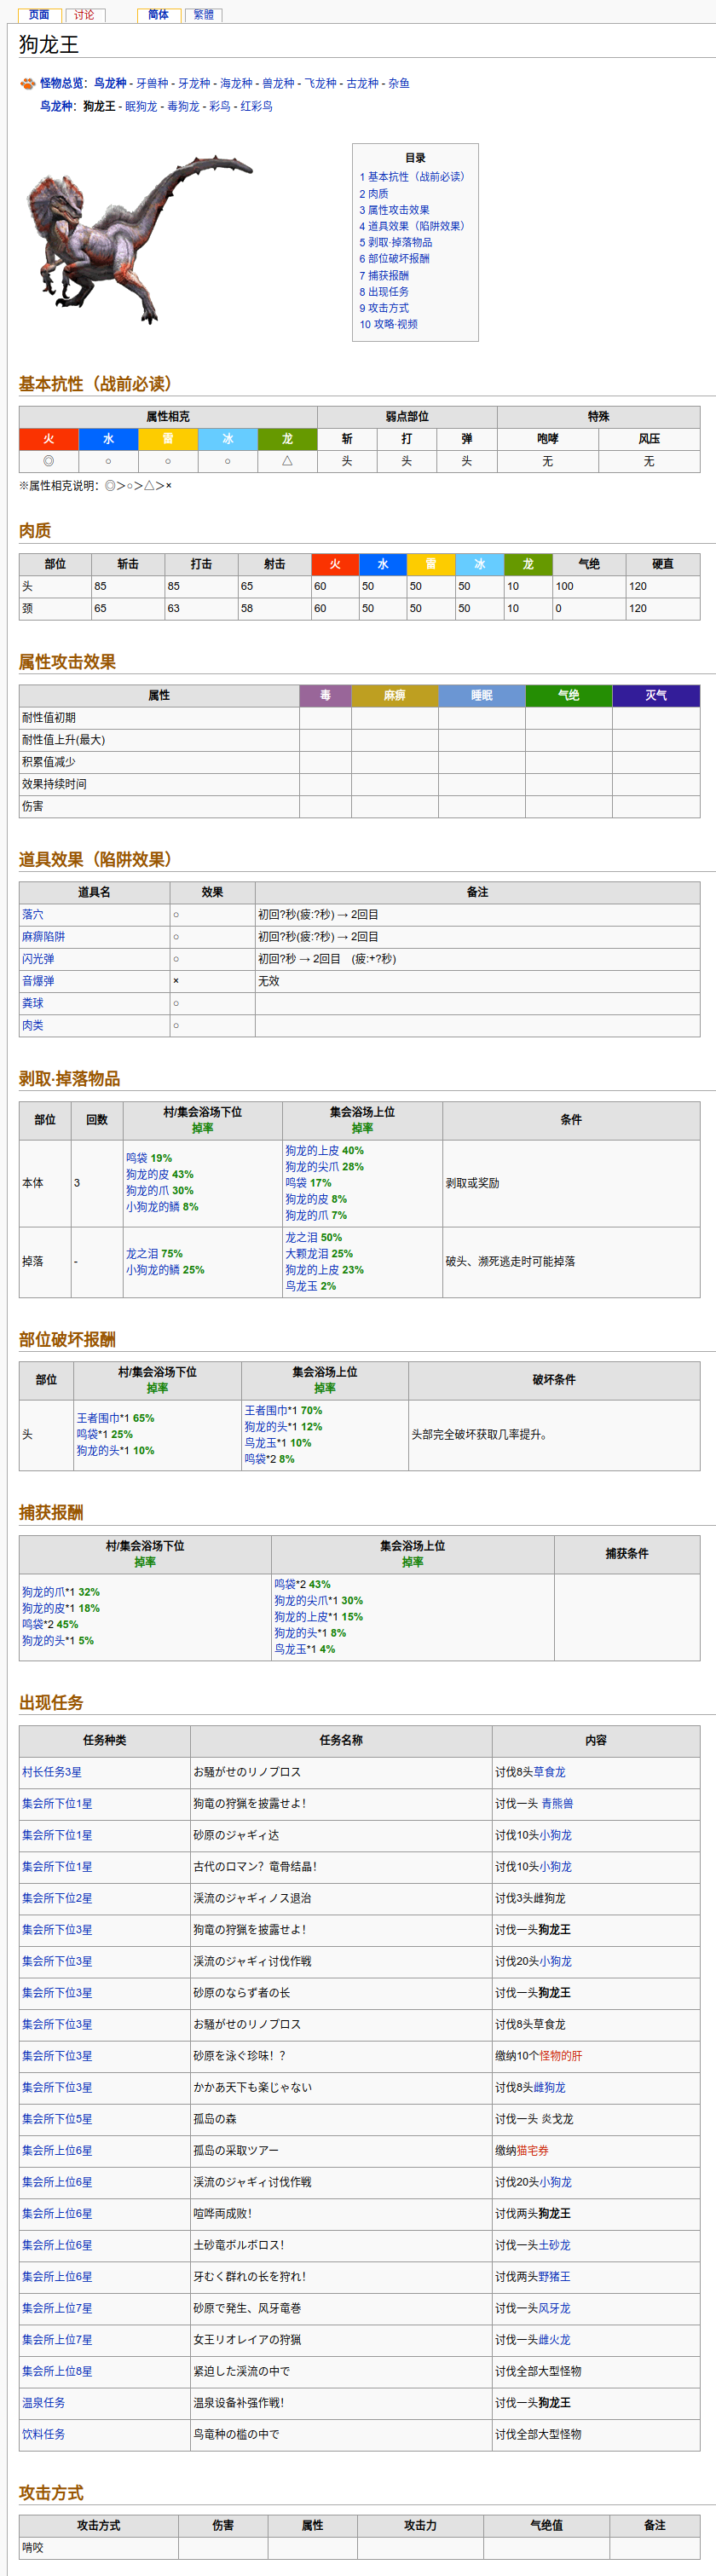 页面 讨论 简体 繁體
狗龙王
怪物总览：鸟龙种 - 牙兽种 - 牙龙种 - 海龙种 - 兽龙种 - 飞龙种 - 古龙种 - 杂鱼
鸟龙种：狗龙王 - 眠狗龙 - 毒狗龙 - 彩鸟 - 红彩鸟
目录
1 基本抗性（战前必读）
2 肉质
3 属性攻击效果
4 道具效果（陷阱效果）
5 剥取·掉落物品
6 部位破坏报酬
7 捕获报酬
8 出现任务
9 攻击方式
10 攻略·视频
基本抗性（战前必读）
属性相克 弱点部位 特殊
火 水 雷 冰 龙 斩 打 弹 咆哮 风压
◎ ○ ○ ○ △ 头 头 头 无 无
※属性相克说明：◎＞○＞△＞×
肉质
部位 斩击 打击 射击 火 水 雷 冰 龙 气绝 硬直
头 85 85 65 60 50 50 50 10 100 120
颈 65 63 58 60 50 50 50 10 0 120
属性攻击效果
属性 毒 麻痹 睡眠 气绝 灭气
耐性值初期
耐性值上升(最大)
积累值减少
效果持续时间
伤害
道具效果（陷阱效果）
道具名 效果 备注
落穴 ○ 初回?秒(疲:?秒) → 2回目
麻痹陷阱 ○ 初回?秒(疲:?秒) → 2回目
闪光弹 ○ 初回?秒 → 2回目 (疲:+?秒)
音爆弹 × 无效
粪球 ○
肉类 ○
剥取·掉落物品
部位 回数 村/集会浴场下位 集会浴场上位 条件
掉率 掉率
本体 3 剥取或奖励
鸣袋 19%
狗龙的皮 43%
狗龙的爪 30%
小狗龙的鳞 8%
狗龙的上皮 40%
狗龙的尖爪 28%
鸣袋 17%
狗龙的皮 8%
狗龙的爪 7%
掉落 - 破头、濒死逃走时可能掉落
龙之泪 75%
小狗龙的鳞 25%
龙之泪 50%
大颗龙泪 25%
狗龙的上皮 23%
鸟龙玉 2%
部位破坏报酬
部位 村/集会浴场下位 集会浴场上位 破坏条件
掉率 掉率
头 头部完全破坏获取几率提升。
王者围巾*1 65%
鸣袋*1 25%
狗龙的头*1 10%
王者围巾*1 70%
狗龙的头*1 12%
鸟龙玉*1 10%
鸣袋*2 8%
捕获报酬
村/集会浴场下位 集会浴场上位 捕获条件
掉率 掉率
狗龙的爪*1 32%
狗龙的皮*1 18%
鸣袋*2 45%
狗龙的头*1 5%
鸣袋*2 43%
狗龙的尖爪*1 30%
狗龙的上皮*1 15%
狗龙的头*1 8%
鸟龙玉*1 4%
出现任务
任务种类 任务名称 内容
村长任务3星 お騒がせのリノプロス 讨伐8头草食龙
集会所下位1星 狗竜の狩猟を披露せよ！ 讨伐一头 青熊兽
集会所下位1星 砂原のジャギィ达 讨伐10头小狗龙
集会所下位1星 古代のロマン？竜骨结晶！ 讨伐10头小狗龙
集会所下位2星 渓流のジャギィノス退治 讨伐3头雌狗龙
集会所下位3星 狗竜の狩猟を披露せよ！ 讨伐一头狗龙王
集会所下位3星 渓流のジャギィ讨伐作戦 讨伐20头小狗龙
集会所下位3星 砂原のならず者の长 讨伐一头狗龙王
集会所下位3星 お騒がせのリノプロス 讨伐8头草食龙
集会所下位3星 砂原を泳ぐ珍味！？ 缴纳10个怪物的肝
集会所下位3星 かかあ天下も楽じゃない 讨伐8头雌狗龙
集会所下位5星 孤岛の森 讨伐一头 炎戈龙
集会所上位6星 孤岛の采取ツアー 缴纳猫宅券
集会所上位6星 渓流のジャギィ讨伐作戦 讨伐20头小狗龙
集会所上位6星 喧哗両成败！ 讨伐两头狗龙王
集会所上位6星 土砂竜ボルボロス！ 讨伐一头土砂龙
集会所上位6星 牙むく群れの长を狩れ！ 讨伐两头野猪王
集会所上位7星 砂原で発生、风牙竜巻 讨伐一头风牙龙
集会所上位7星 女王リオレイアの狩猟 讨伐一头雌火龙
集会所上位8星 紧迫した渓流の中で 讨伐全部大型怪物
温泉任务 温泉设备补强作戦！ 讨伐一头狗龙王
饮料任务 鸟竜种の槛の中で 讨伐全部大型怪物
攻击方式
攻击方式 伤害 属性 攻击力 气绝值 备注
啃咬